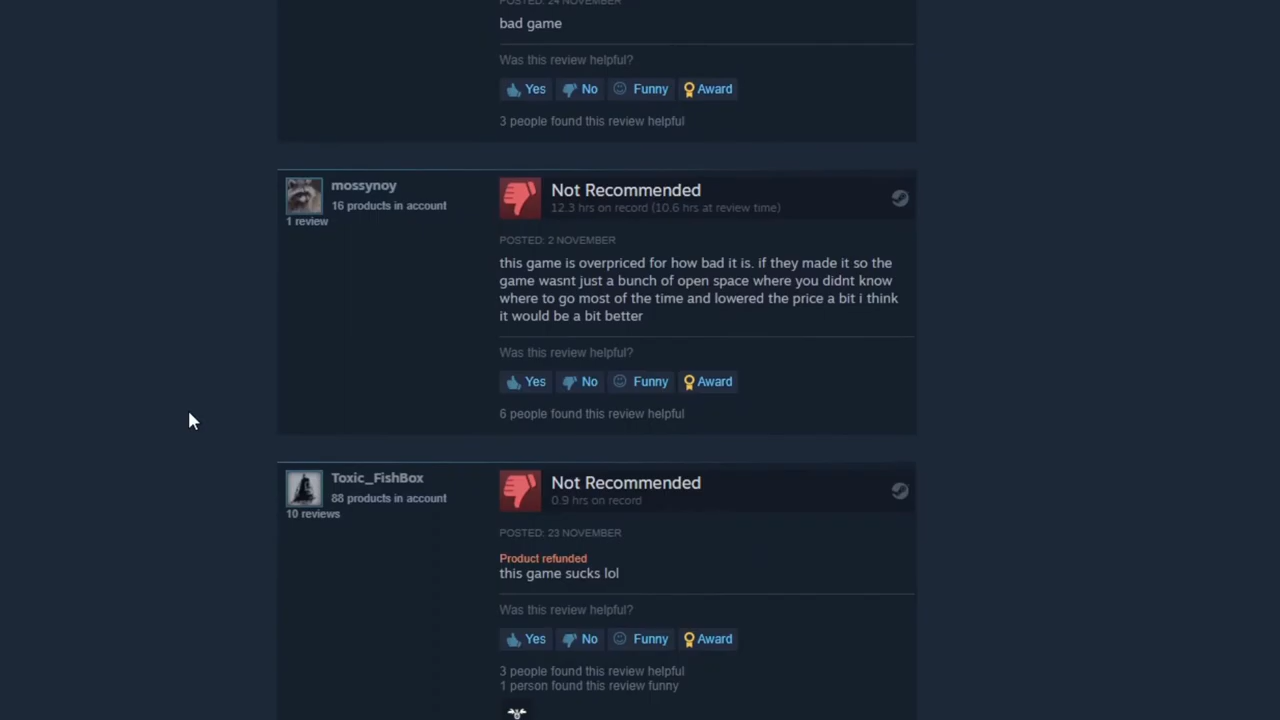 POSTED: 24 NOVEMBER
bad game
Was this review helpful?
Yes No Funny Award
3 people found this review helpful
mossynoy
16 products in account
1 review
Not Recommended
12.3 hrs on record (10.6 hrs at review time)
POSTED: 2 NOVEMBER
this game is overpriced for how bad it is. if they made it so the
game wasnt just a bunch of open space where you didnt know
where to go most of the time and lowered the price a bit i think
it would be a bit better
Was this review helpful?
Yes No Funny Award
6 people found this review helpful
Toxic_FishBox
88 products in account
10 reviews
Not Recommended
0.9 hrs on record
POSTED: 23 NOVEMBER
Product refunded
this game sucks lol
Was this review helpful?
Yes No Funny Award
3 people found this review helpful
1 person found this review funny